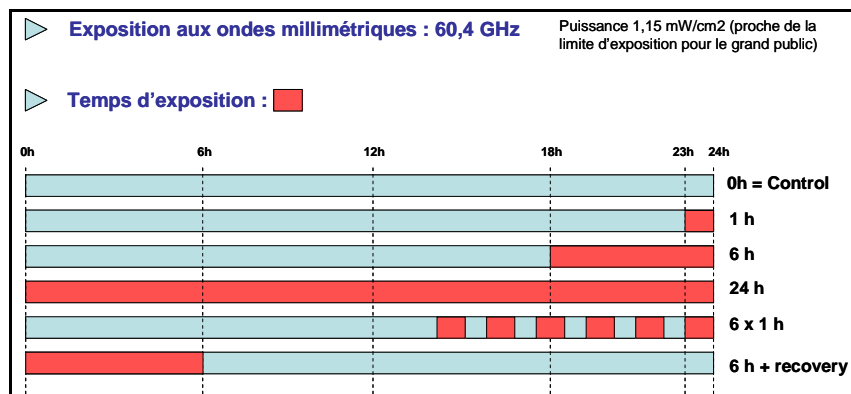 Exposition aux ondes millimétriques : 60,4 GHz
Puissance 1,15 mW/cm2 (proche de la
limite d'exposition pour le grand public)
Temps d'exposition :
0h 6h 12h 18h 23h 24h
0h = Control
1 h
6 h
24 h
6 x 1 h
6 h + recovery